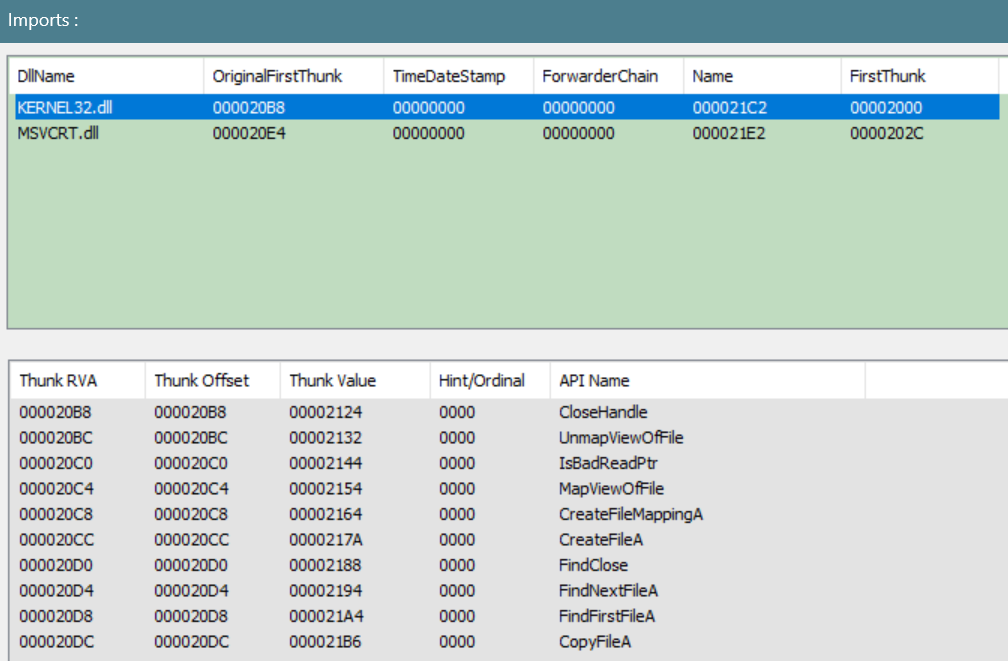 Imports :
DllName OriginalFirstThunk TimeDateStamp ForwarderChain Name FirstThunk
KERNEL32.dll 000020B8 00000000 00000000 000021C2 00002000
MSVCRT.dll 000020E4 00000000 00000000 000021E2 0000202C
Thunk RVA Thunk Offset Thunk Value Hint/Ordinal API Name
000020B8 000020B8 00002124 0000 CloseHandle
000020BC 000020BC 00002132 0000 UnmapViewOfFile
000020C0 000020C0 00002144 0000 IsBadReadPtr
000020C4 000020C4 00002154 0000 MapViewOfFile
000020C8 000020C8 00002164 0000 CreateFileMappingA
000020CC 000020CC 0000217A 0000 CreateFileA
000020D0 000020D0 00002188 0000 FindClose
000020D4 000020D4 00002194 0000 FindNextFileA
000020D8 000020D8 000021A4 0000 FindFirstFileA
000020DC 000020DC 000021B6 0000 CopyFileA